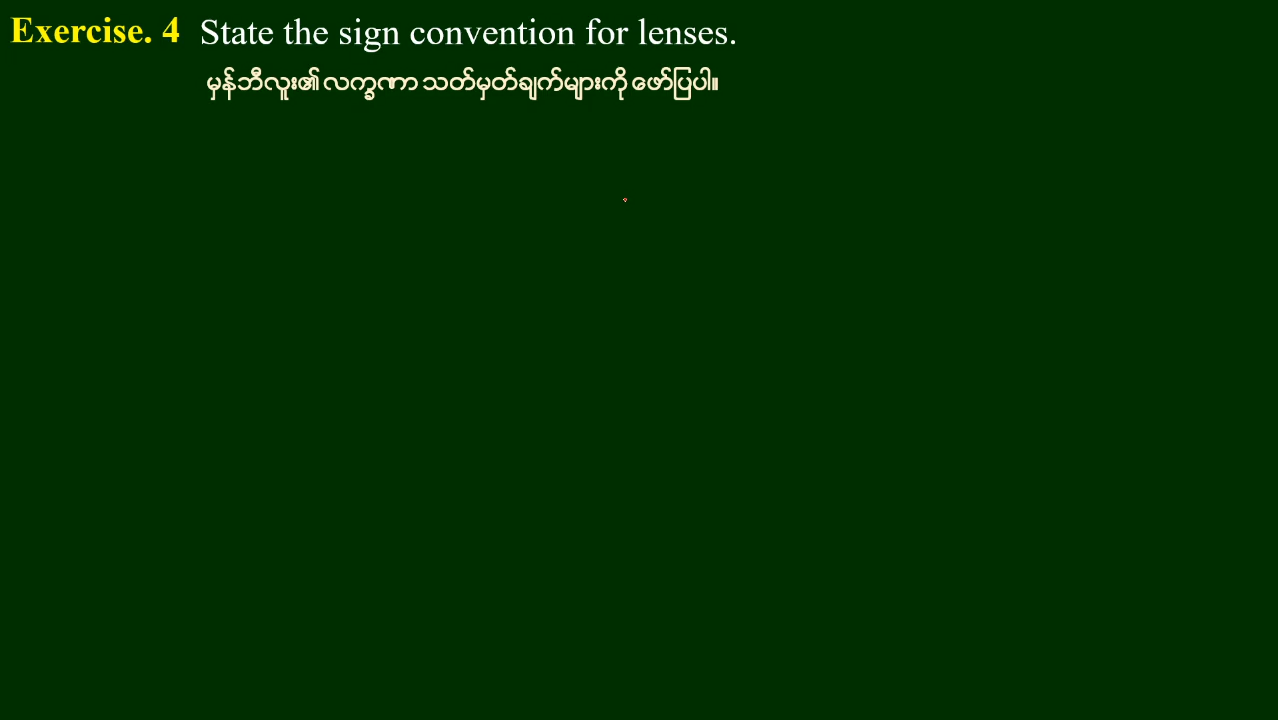 Exercise. 4 State the sign convention for lenses.
မှန်ဘီလူး၏ လက္ခဏာ သတ်မှတ်ချက်များကို ဖော်ပြပါ။